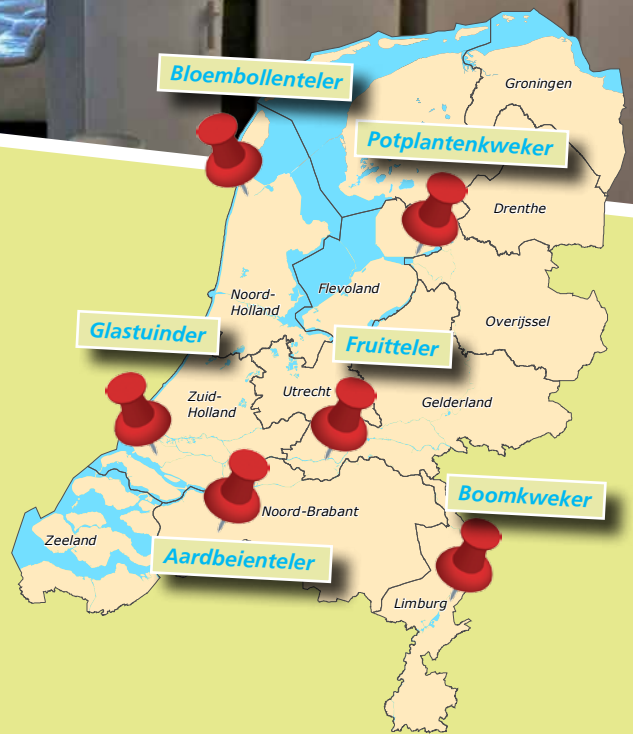 Bloembollenteler
Groningen
Potplantenkweker
Drenthe
Flevoland
Noord-
Holland
Overijssel
Glastuinder
Fruitteler
Utrecht
Zuid-
Holland
Gelderland
Boomkweker
Noord-Brabant
Zeeland
Aardbeienteler
Limburg